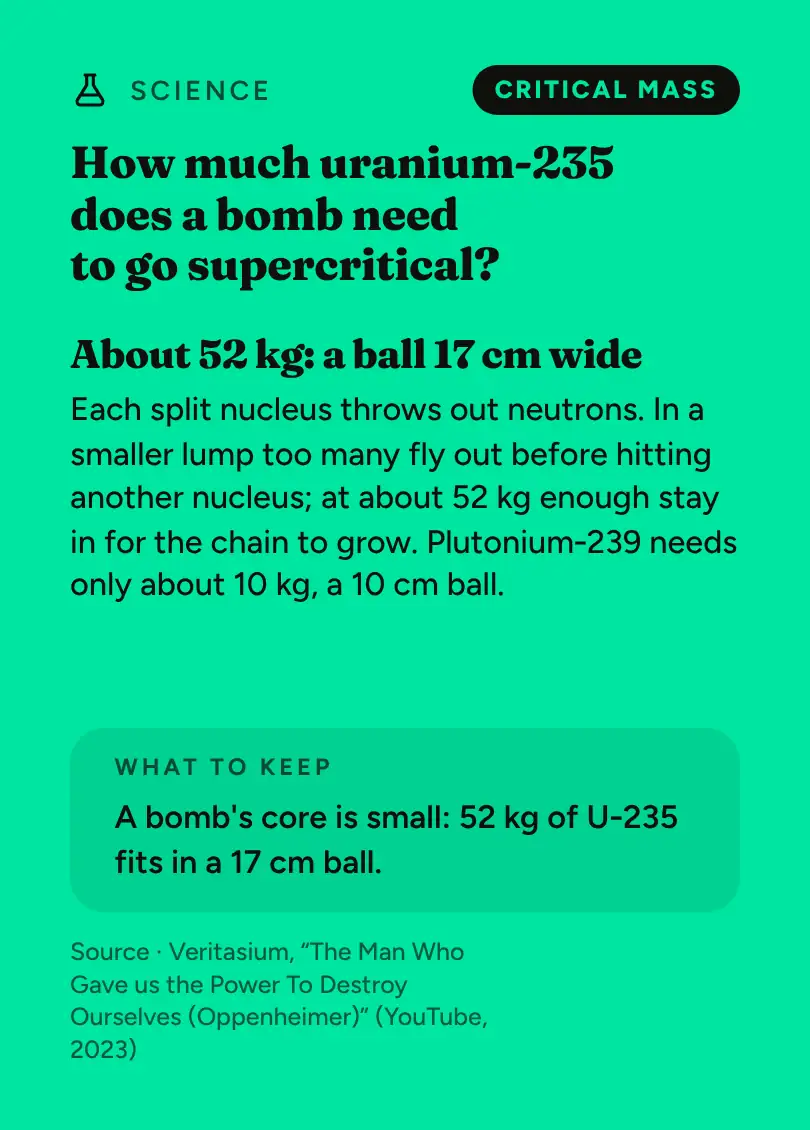 SCIENCE
CRITICAL MASS
How much uranium-235
does a bomb need
to go supercritical?
About 52 kg: a ball 17 cm wide
Each split nucleus throws out neutrons. In a
smaller lump too many fly out before hitting
another nucleus; at about 52 kg enough stay
in for the chain to grow. Plutonium-239 needs
only about 10 kg, a 10 cm ball.
WHAT TO KEEP
A bomb's core is small: 52 kg of U-235
fits in a 17 cm ball.
Source · Veritasium, “The Man Who
Gave us the Power To Destroy
Ourselves (Oppenheimer)” (YouTube,
2023)